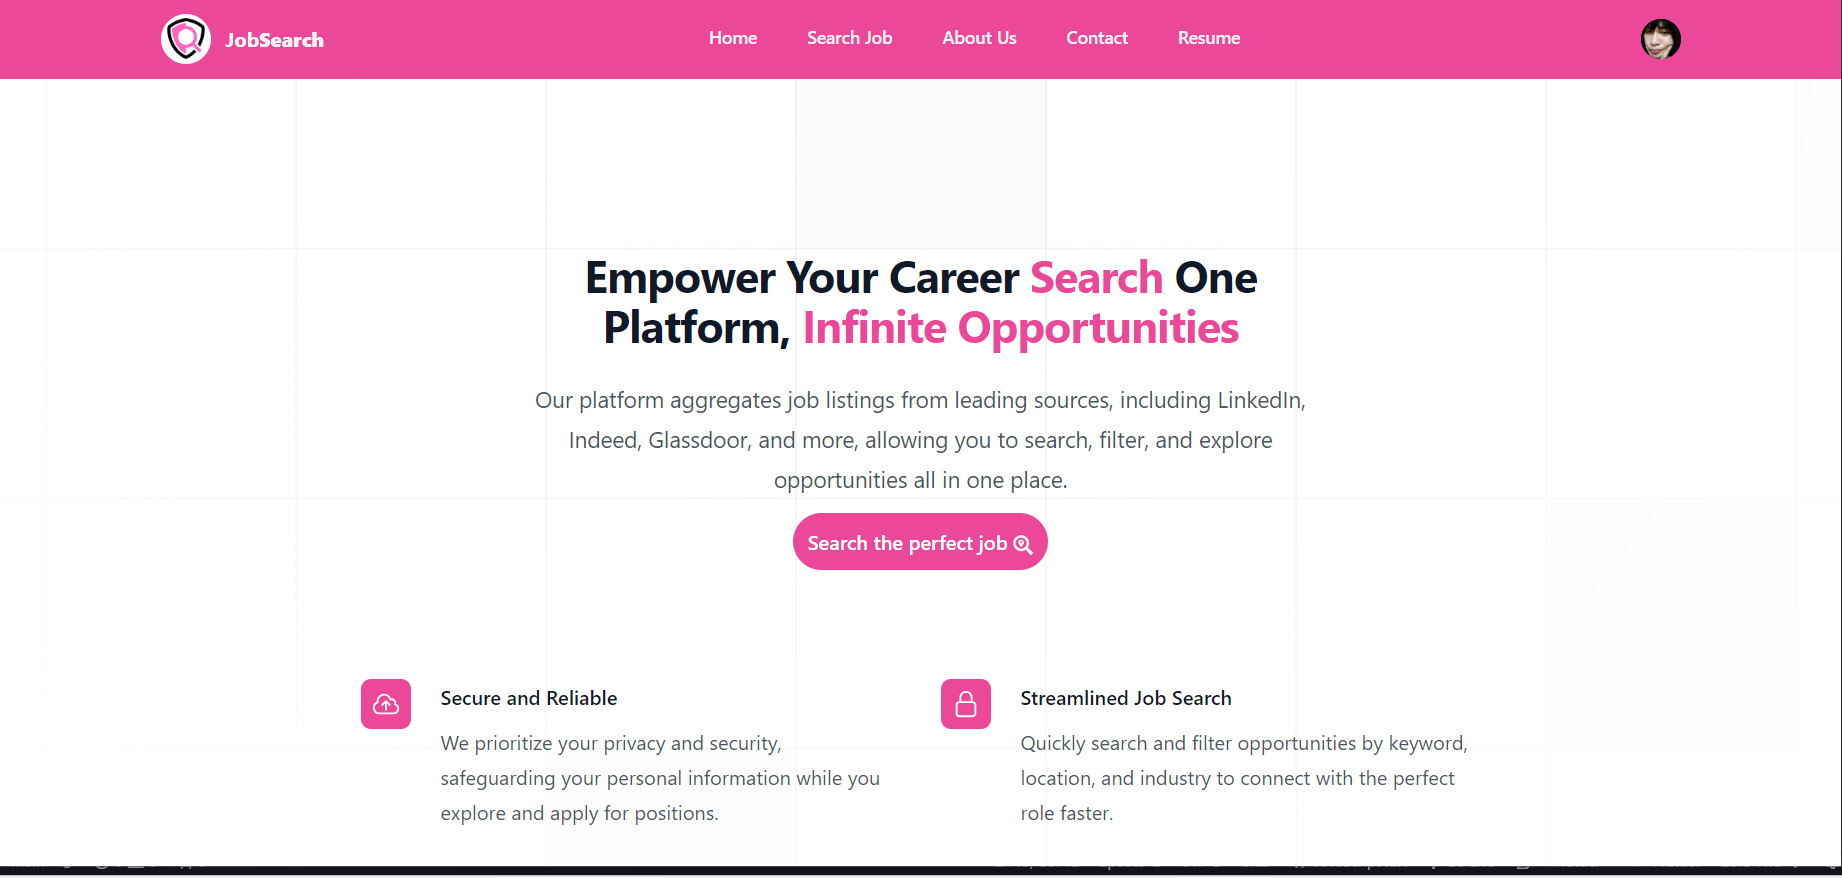 JobSearch
Home
Search Job
About Us
Contact
Resume
Empower Your Career Search One
Platform, Infinite Opportunities
Our platform aggregates job listings from leading sources, including LinkedIn,
Indeed, Glassdoor, and more, allowing you to search, filter, and explore
opportunities all in one place.
Search the perfect job
Secure and Reliable
We prioritize your privacy and security,
safeguarding your personal information while you
explore and apply for positions.
Streamlined Job Search
Quickly search and filter opportunities by keyword,
location, and industry to connect with the perfect
role faster.